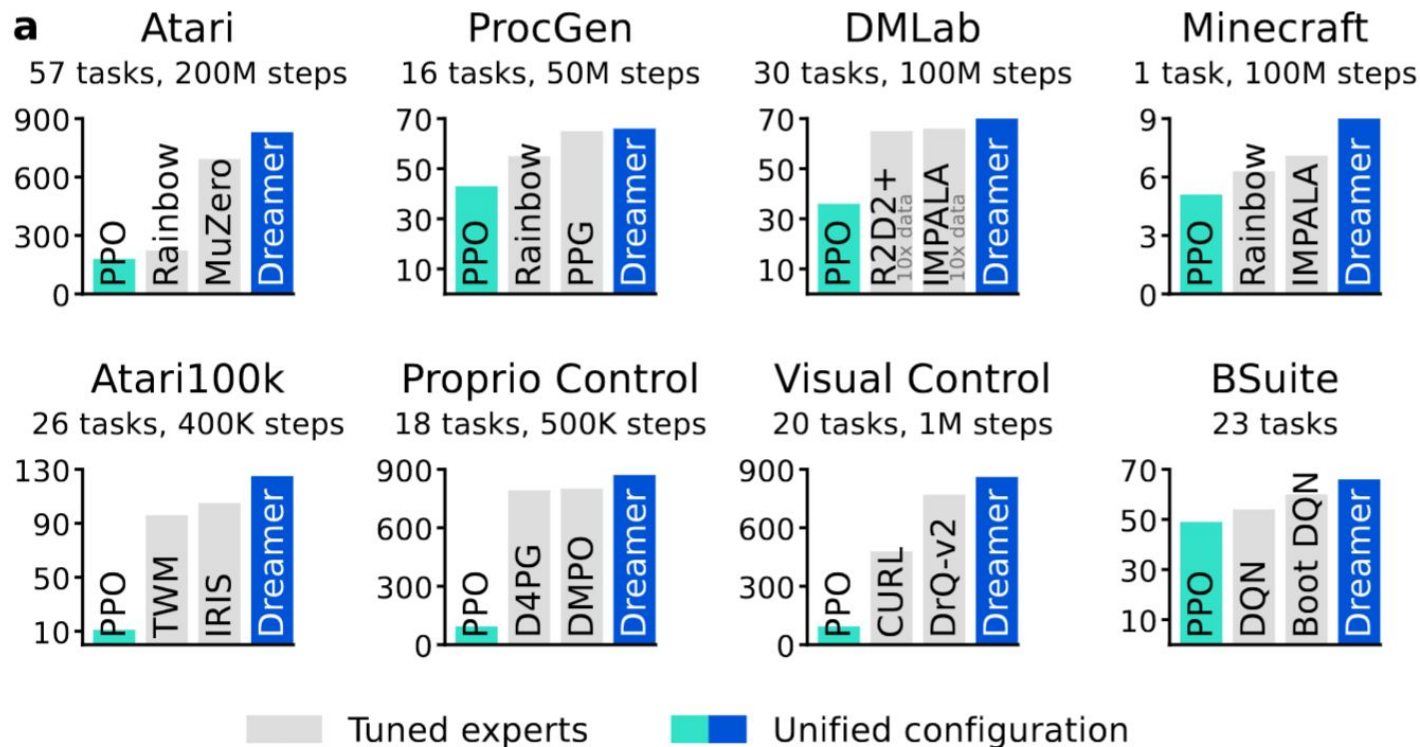 a
Atari
57 tasks, 200M steps
900
600
300
0
PPO
Rainbow
MuZero
Dreamer
ProcGen
16 tasks, 50M steps
70
50
30
10
PPO
Rainbow
PPG
Dreamer
DMLab
30 tasks, 100M steps
70
50
30
10
PPO
R2D2+
10x data
IMPALA
10x data
Dreamer
Minecraft
1 task, 100M steps
9
6
3
0
PPO
Rainbow
IMPALA
Dreamer
Atari100k
26 tasks, 400K steps
130
90
50
10
PPO
TWM
IRIS
Dreamer
Proprio Control
18 tasks, 500K steps
900
600
300
0
PPO
D4PG
DMPO
Dreamer
Visual Control
20 tasks, 1M steps
900
600
300
0
PPO
CURL
DrQ-v2
Dreamer
BSuite
23 tasks
70
50
30
10
PPO
DQN
Boot DQN
Dreamer
Tuned experts
Unified configuration